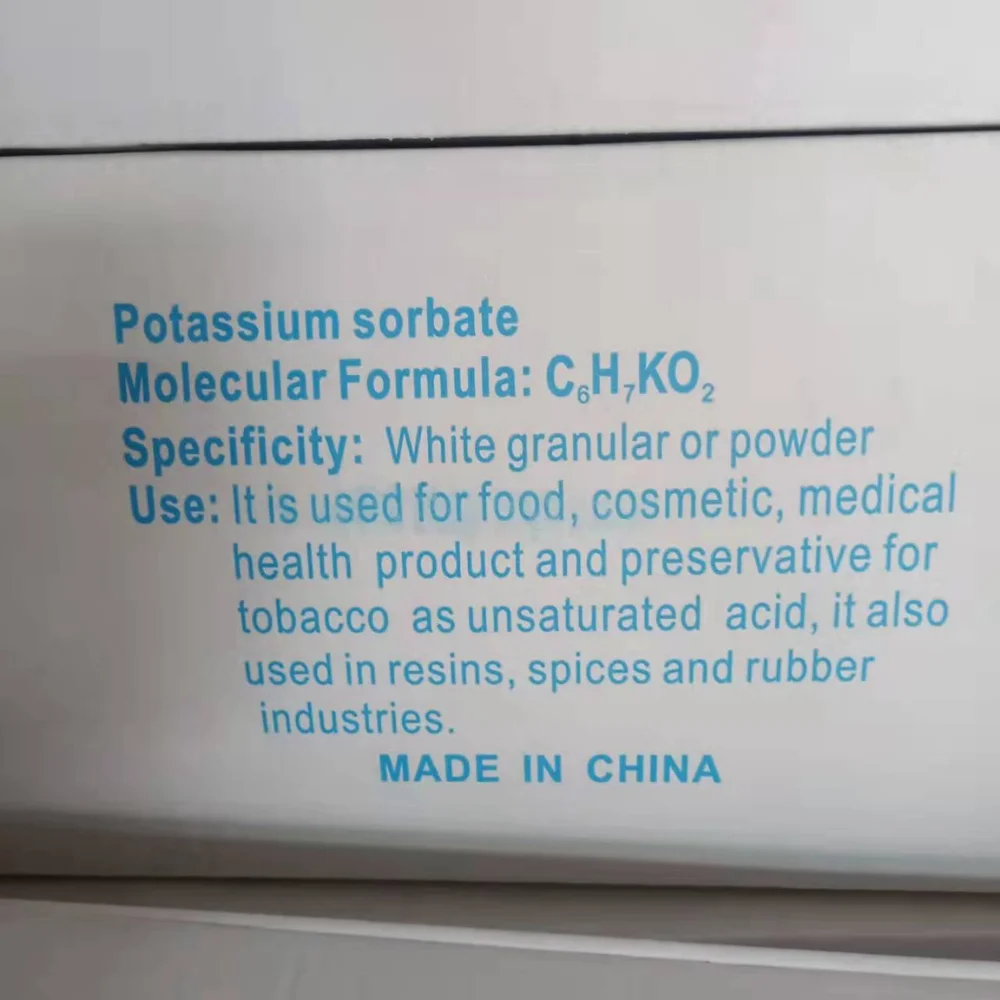 Potassium sorbate
Molecular Formula: C₆H₇KO₂
Specificity: White granular or powder
Use: It is used for food, cosmetic, medical
health product and preservative for
tobacco as unsaturated acid, it also
used in resins, spices and rubber
industries.
MADE IN CHINA